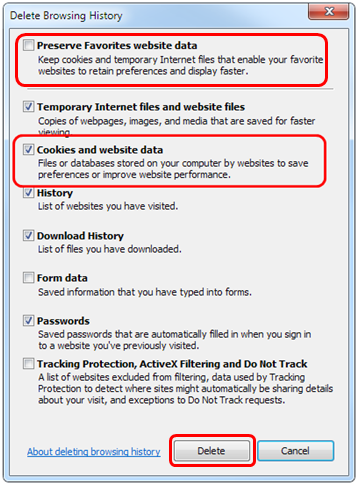 Delete Browsing History
Preserve Favorites website data
Keep cookies and temporary Internet files that enable your favorite
websites to retain preferences and display faster.
Temporary Internet files and website files
Copies of webpages, images, and media that are saved for faster
viewing.
Cookies and website data
Files or databases stored on your computer by websites to save
preferences or improve website performance.
History
List of websites you have visited.
Download History
List of files you have downloaded.
Form data
Saved information that you have typed into forms.
Passwords
Saved passwords that are automatically filled in when you sign in
to a website you've previously visited.
Tracking Protection, ActiveX Filtering and Do Not Track
A list of websites excluded from filtering, data used by Tracking
Protection to detect where sites might automatically be sharing details
about your visit, and exceptions to Do Not Track requests.
About deleting browsing history
Delete
Cancel